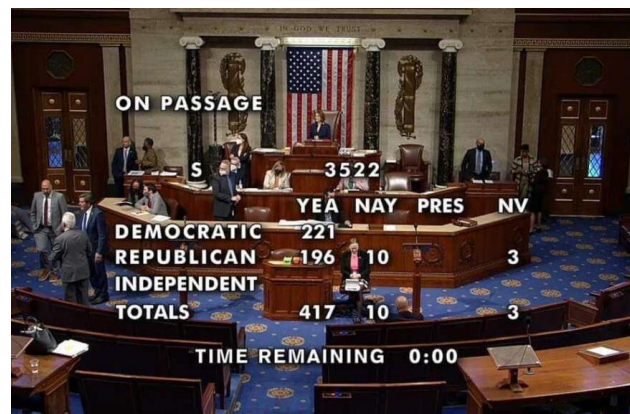 IN GOD WE TRUST
ON PASSAGE
S 3522
YEA NAY PRES NV
DEMOCRATIC 221
REPUBLICAN 196 10 3
INDEPENDENT
TOTALS 417 10 3
TIME REMAINING 0:00